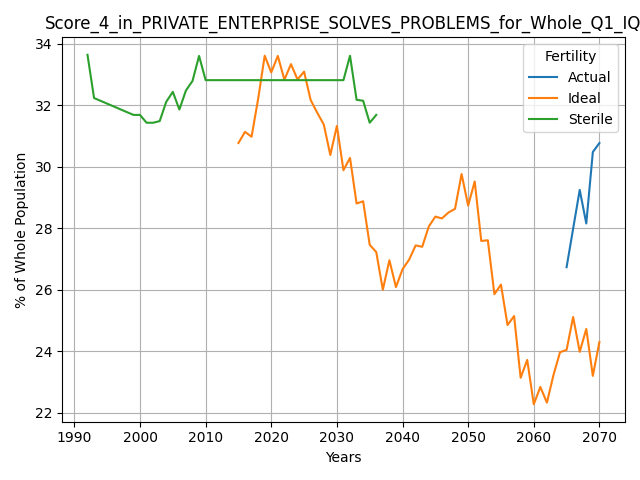 Score_4_in_PRIVATE_ENTERPRISE_SOLVES_PROBLEMS_for_Whole_Q1_IQ
Fertility
Actual
Ideal
Sterile
% of Whole Population
34
32
30
28
26
24
22
1990 2000 2010 2020 2030 2040 2050 2060 2070
Years